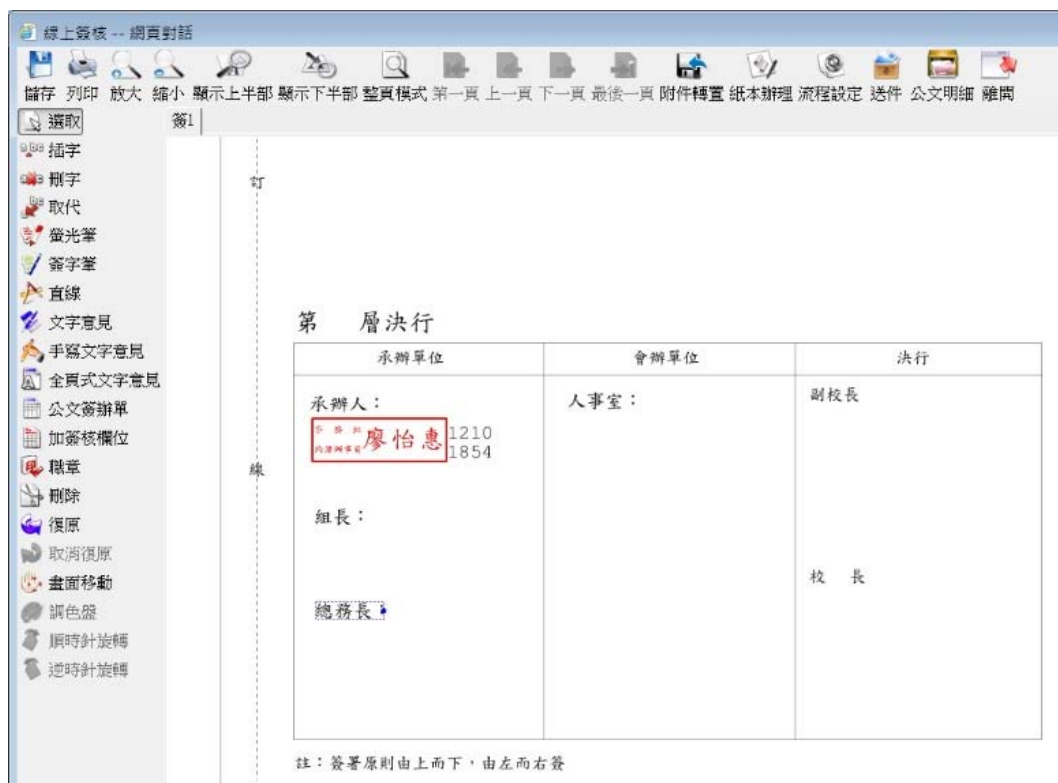 線上簽核 -- 網頁對話
儲存 列印 放大 縮小 顯示上半部 顯示下半部 整頁模式 第一頁 上一頁 下一頁 最後一頁 附件轉置 紙本辦理 流程設定 送件 公文明細 離開
選取
簽1
插字
刪字
取代
螢光筆
簽字筆
直線
文字意見
手寫文字意見
全頁式文字意見
公文簽辦單
加簽核欄位
職章
刪除
復原
取消復原
畫面移動
調色盤
順時針旋轉
逆時針旋轉
訂
線
第 層決行
承辦單位 會辦單位 決行
承辦人：
廖怡惠
1210
1854
組長：
總務長：
人事室：
副校長
校 長
註：簽署原則由上而下，由左而右簽